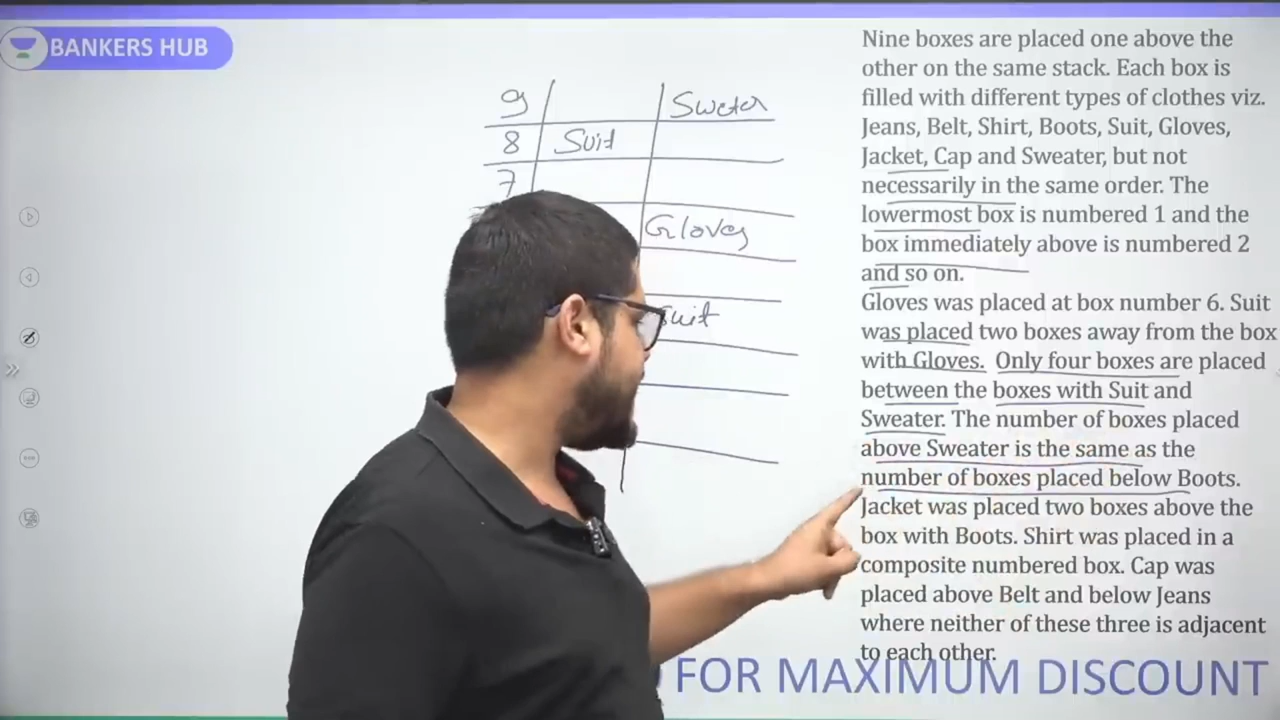 BANKERS HUB
9 Sweter
8 Suit
7
Gloves
suit
Nine boxes are placed one above the
other on the same stack. Each box is
filled with different types of clothes viz.
Jeans, Belt, Shirt, Boots, Suit, Gloves,
Jacket, Cap and Sweater, but not
necessarily in the same order. The
lowermost box is numbered 1 and the
box immediately above is numbered 2
and so on.
Gloves was placed at box number 6. Suit
was placed two boxes away from the box
with Gloves. Only four boxes are placed
between the boxes with Suit and
Sweater. The number of boxes placed
above Sweater is the same as the
number of boxes placed below Boots.
Jacket was placed two boxes above the
box with Boots. Shirt was placed in a
composite numbered box. Cap was
placed above Belt and below Jeans
where neither of these three is adjacent
to each other.
FOR MAXIMUM DISCOUNT